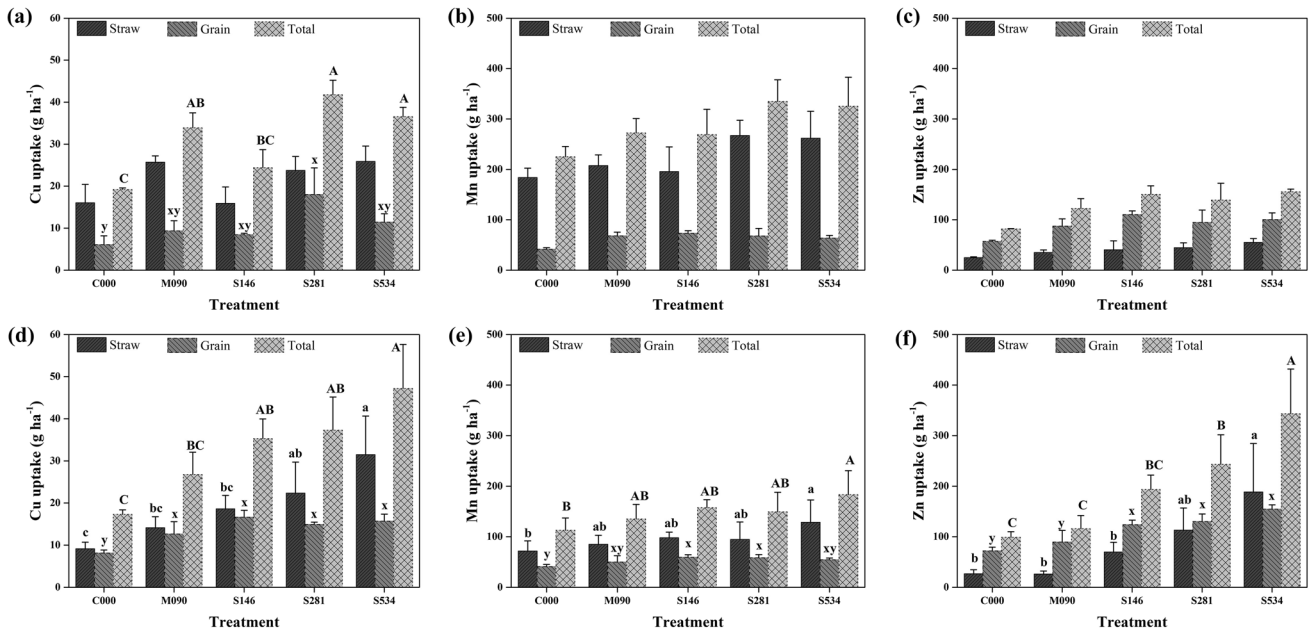 (a)
Straw Grain Total
Cu uptake (g ha⁻¹)
60
50
40
30
20
10
0
y C
xy AB
xy BC
x A
xy A
C000 M090 S146 S281 S534
Treatment
(b)
Straw Grain Total
Mn uptake (g ha⁻¹)
500
400
300
200
100
0
C000 M090 S146 S281 S534
Treatment
(c)
Straw Grain Total
Zn uptake (g ha⁻¹)
500
400
300
200
100
0
C000 M090 S146 S281 S534
Treatment
(d)
Straw Grain Total
Cu uptake (g ha⁻¹)
60
50
40
30
20
10
0
c y C
bc x BC
bc x AB
ab x AB
a x A
C000 M090 S146 S281 S534
Treatment
(e)
Straw Grain Total
Mn uptake (g ha⁻¹)
500
400
300
200
100
0
b y B
ab xy AB
ab x AB
ab x AB
a xy A
C000 M090 S146 S281 S534
Treatment
(f)
Straw Grain Total
Zn uptake (g ha⁻¹)
500
400
300
200
100
0
b y C
b y C
b x BC
ab x B
a x A
C000 M090 S146 S281 S534
Treatment